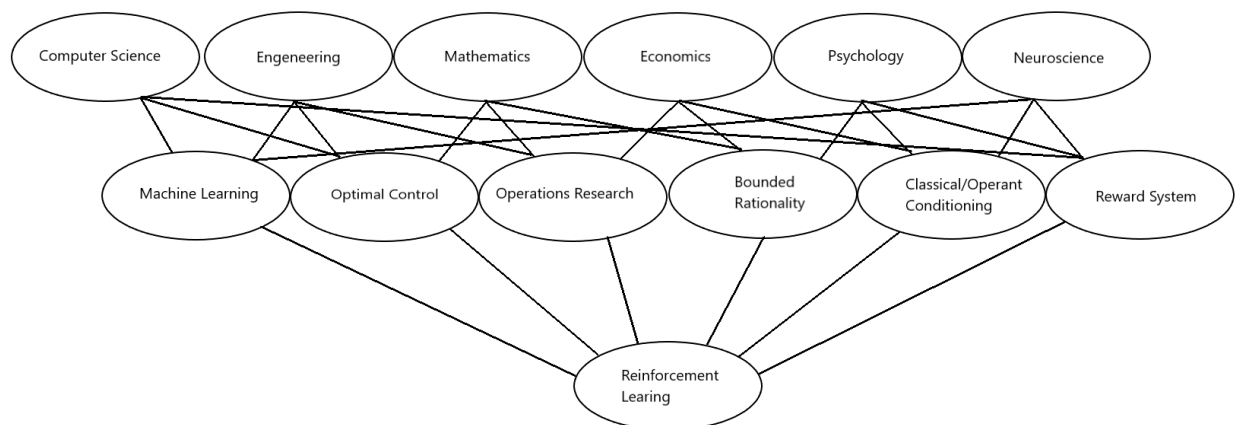 Computer Science
Engeneering
Mathematics
Economics
Psychology
Neuroscience
Machine Learning
Optimal Control
Operations Research
Bounded
Rationality
Classical/Operant
Conditioning
Reward System
Reinforcement
Learing